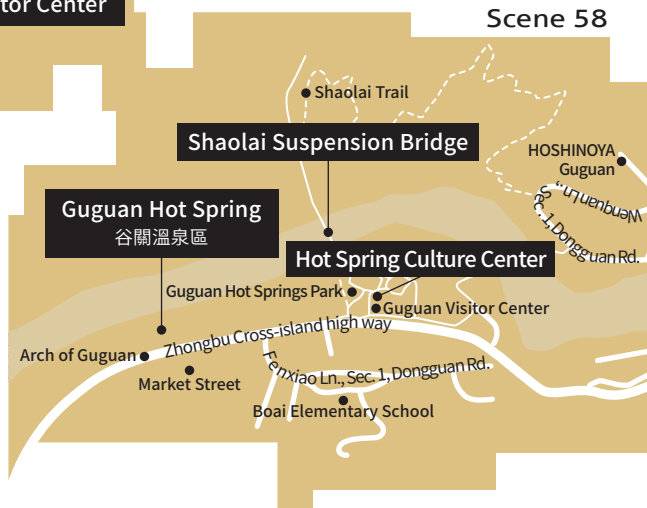 tor Center
Scene 58
Shaolai Trail
Shaolai Suspension Bridge
HOSHINOYA
Guguan
Wenquan Ln.,
Sec. 1, Dongguan Rd.
Guguan Hot Spring
谷關溫泉區
Hot Spring Culture Center
Guguan Hot Springs Park
Guguan Visitor Center
Zhongbu Cross-island high way
Arch of Guguan
Market Street
Fenxiao Ln., Sec. 1, Dongguan Rd.
Boai Elementary School